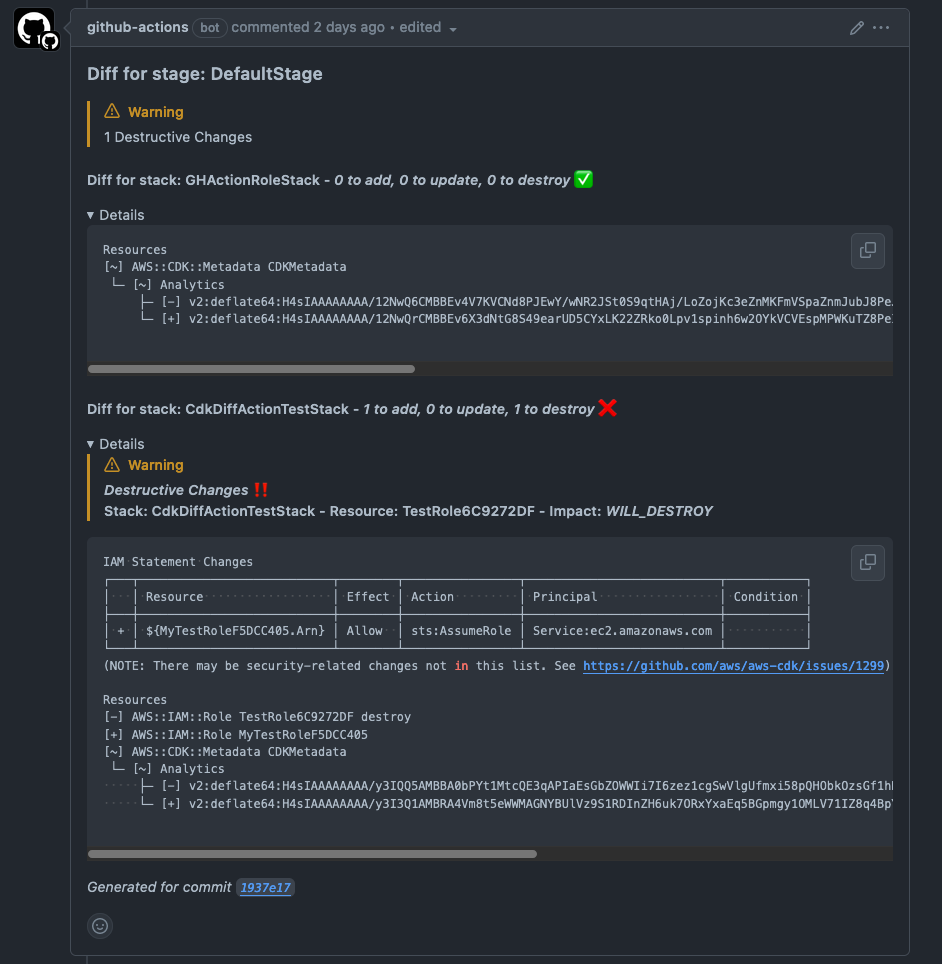 github-actions bot commented 2 days ago • edited
Diff for stage: DefaultStage
Warning
1 Destructive Changes
Diff for stack: GHActionRoleStack - 0 to add, 0 to update, 0 to destroy ✅
▼ Details
Resources
[~] AWS::CDK::Metadata CDKMetadata
└─ [~] Analytics
├─ [-] v2:deflate64:H4sIAAAAAAAA/12NwQ6CMBBEv4V7KVCNd8PJEwY/wNR2JSt0S9qtHAj/LoZojKc3eZnMKFmVSpaZnmJubJ8Pe
└─ [+] v2:deflate64:H4sIAAAAAAAA/12NwQrCMBBEv6X3dNtG8S49earUD5CYxLK22ZRko0Lpv1spinh6w2OYkVCVEspMPWKuTZ8Pe
Diff for stack: CdkDiffActionTestStack - 1 to add, 0 to update, 1 to destroy ❌
▼ Details
Warning
Destructive Changes ‼️
Stack: CdkDiffActionTestStack - Resource: TestRole6C9272DF - Impact: WILL_DESTROY
IAM Statement Changes
│ │ Resource │ Effect │ Action │ Principal │ Condition │
│ + │ ${MyTestRoleF5DCC405.Arn} │ Allow │ sts:AssumeRole │ Service:ec2.amazonaws.com │ │
(NOTE: There may be security-related changes not in this list. See https://github.com/aws/aws-cdk/issues/1299)
Resources
[-] AWS::IAM::Role TestRole6C9272DF destroy
[+] AWS::IAM::Role MyTestRoleF5DCC405
[~] AWS::CDK::Metadata CDKMetadata
└─ [~] Analytics
├─ [-] v2:deflate64:H4sIAAAAAAAA/y3IQQ5AMBBA0bPYt1MtcQE3qAPIaEsGbZOWWIi7I6zez1cgSwVlgUfmxi58pQHObkOzsGf1h
└─ [+] v2:deflate64:H4sIAAAAAAAA/y3I3Q1AMBRA4Vm8t5eWWMAGNYBUlVz9S1RDInZH6uk7ORxYxaEq5BGpmgy1OMLV71IZ8q4Bp
Generated for commit 1937e17